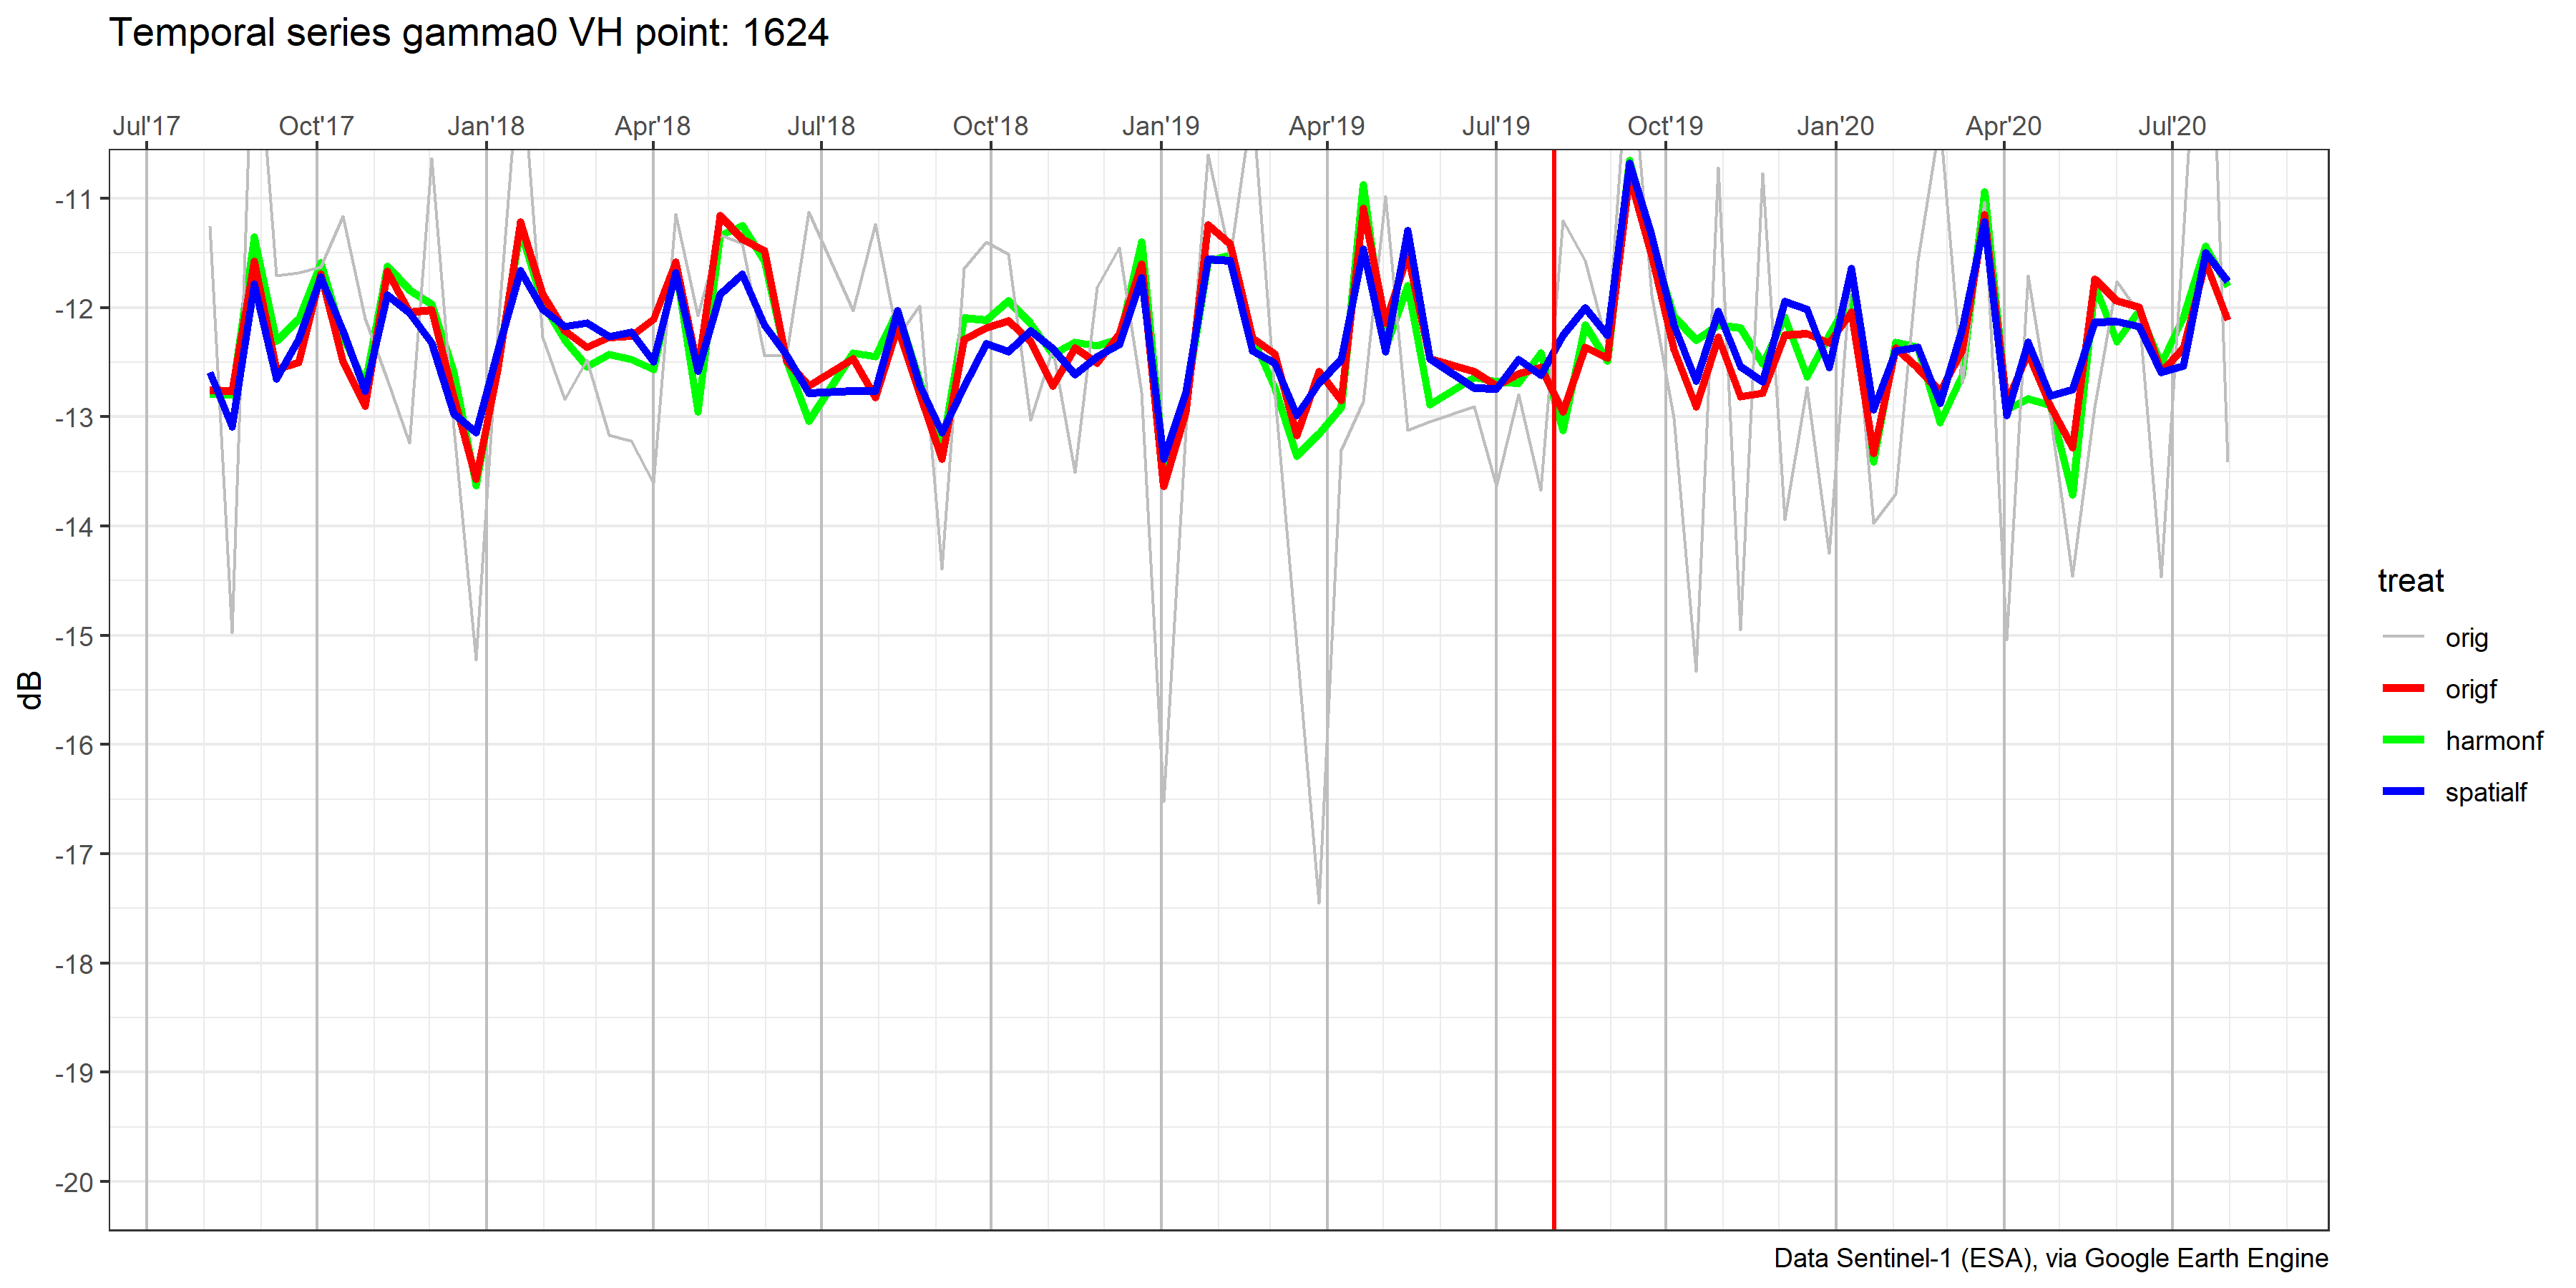 Temporal series gamma0 VH point: 1624
Jul'17 Oct'17 Jan'18 Apr'18 Jul'18 Oct'18 Jan'19 Apr'19 Jul'19 Oct'19 Jan'20 Apr'20 Jul'20
-11
-12
-13
-14
-15
-16
-17
-18
-19
-20
dB
treat
orig
origf
harmonf
spatialf
Data Sentinel-1 (ESA), via Google Earth Engine